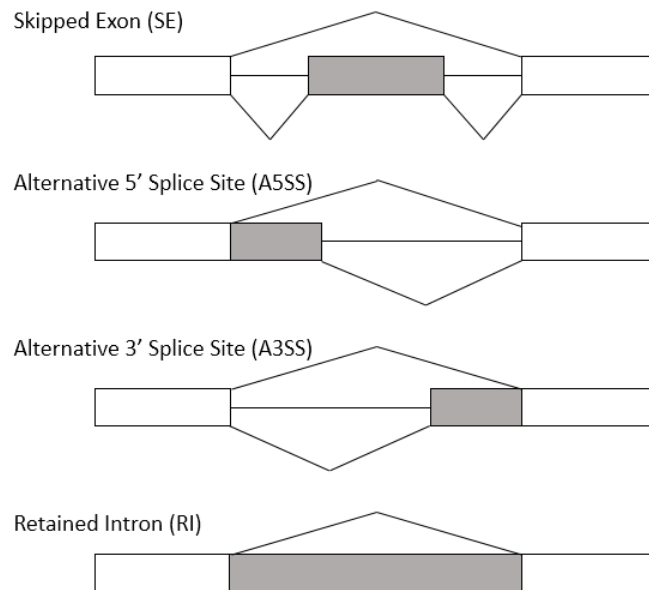 Skipped Exon (SE)
Alternative 5’ Splice Site (A5SS)
Alternative 3’ Splice Site (A3SS)
Retained Intron (RI)